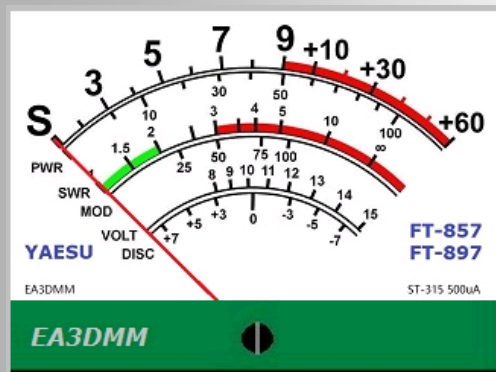 S 3 5 7 9 +10 +30 +60
PWR 10 30 50 100
SWR 1 1.5 2 3 4 5 10 ∞
MOD 25 50 75 100
VOLT 8 9 10 11 12 13 14 15
DISC +7 +5 +3 0 -3 -5 -7
YAESU
FT-857
FT-897
EA3DMM
ST-315 500uA
EA3DMM